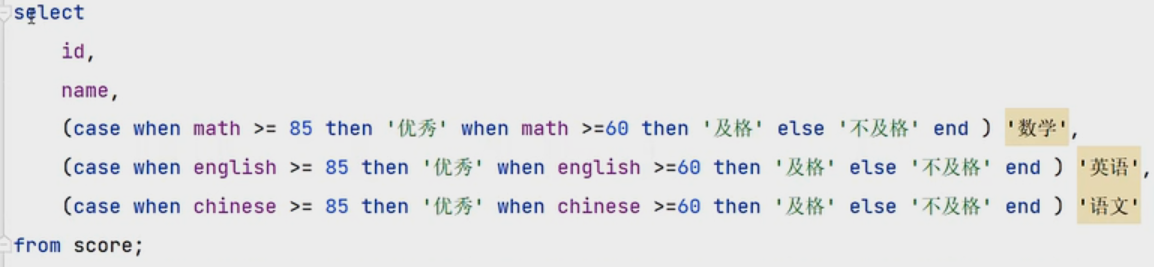 select
id,
name,
(case when math >= 85 then '优秀' when math >=60 then '及格' else '不及格' end ) '数学',
(case when english >= 85 then '优秀' when english >=60 then '及格' else '不及格' end ) '英语',
(case when chinese >= 85 then '优秀' when chinese >=60 then '及格' else '不及格' end ) '语文'
from score;